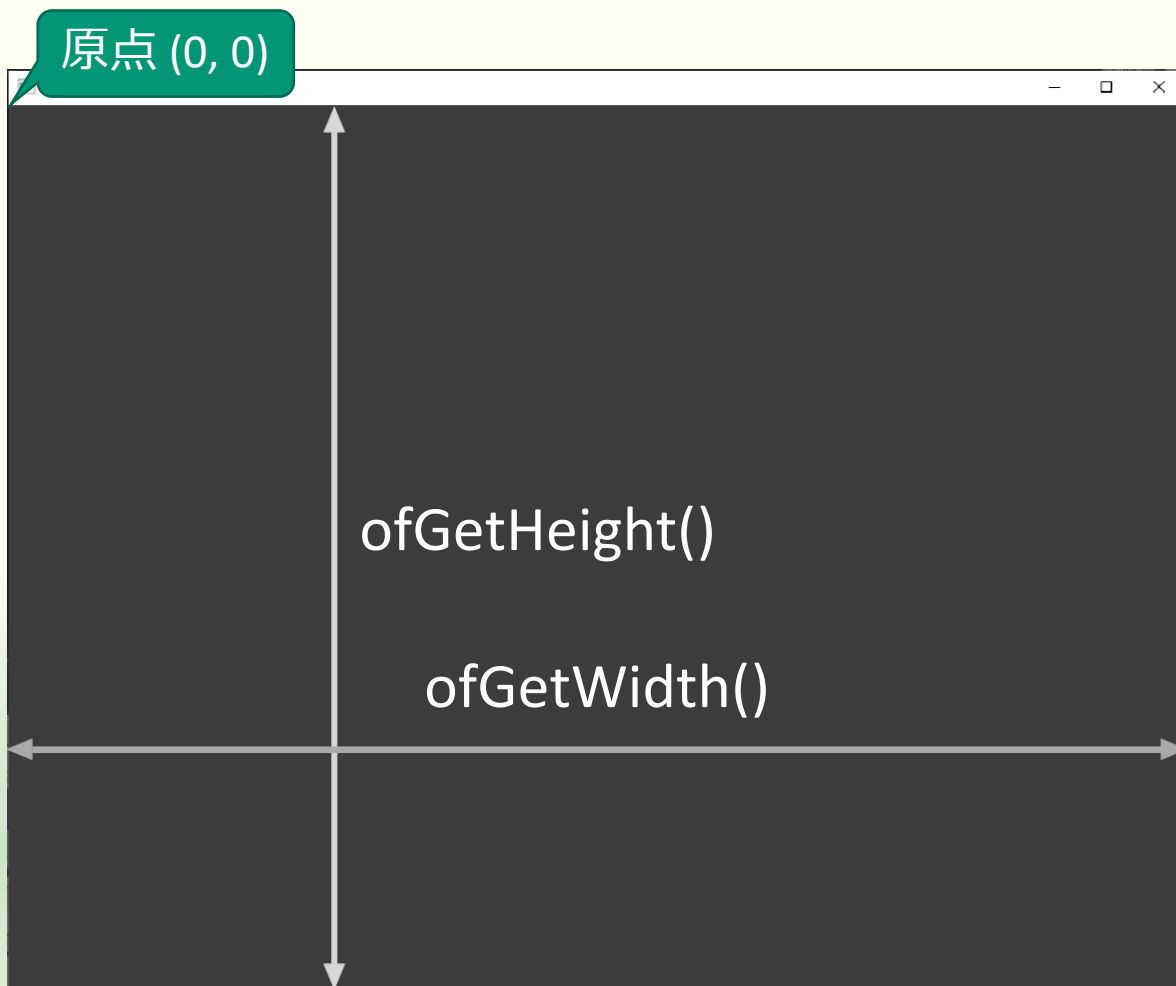 原点 (0, 0)
ofGetHeight()
ofGetWidth()